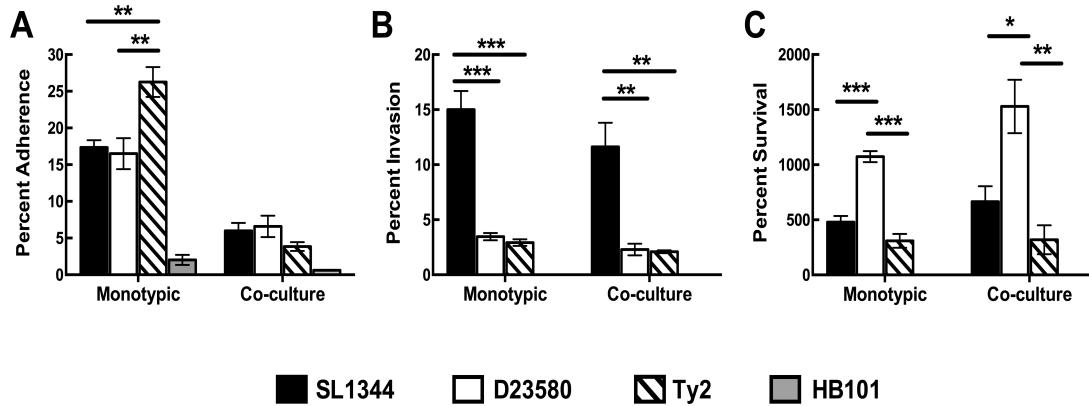 A
B
C
Percent Adherence
30
25
20
15
10
5
0
**
**
Monotypic
Co-culture
Percent Invasion
20
15
10
5
0
***
***
**
**
Monotypic
Co-culture
Percent Survival
2000
1500
1000
500
0
***
***
*
**
Monotypic
Co-culture
SL1344
D23580
Ty2
HB101